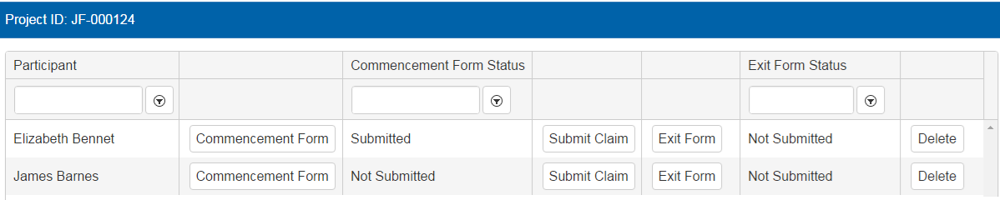 Project ID: JF-000124
Participant Commencement Form Status Exit Form Status
Elizabeth Bennet Commencement Form Submitted Submit Claim Exit Form Not Submitted Delete
James Barnes Commencement Form Not Submitted Submit Claim Exit Form Not Submitted Delete